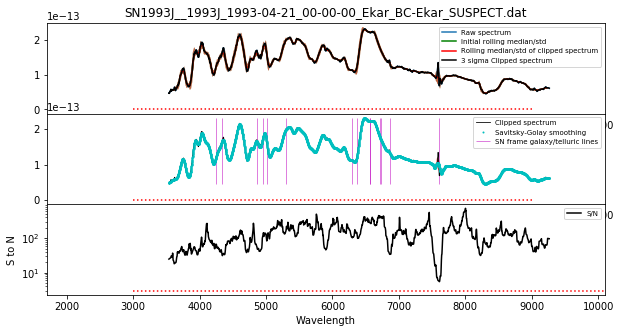 SN1993J__1993J_1993-04-21_00-00-00_Ekar_BC-Ekar_SUSPECT.dat
1e−13
2
1
0
Raw spectrum
Initial rolling median/std
Rolling median/std of clipped spectrum
3 sigma Clipped spectrum
1e−13
2
1
0
Clipped spectrum
Savitsky-Golay smoothing
SN frame galaxy/telluric lines
S to N
10²
10¹
S/N
2000 3000 4000 5000 6000 7000 8000 9000 10000
Wavelength